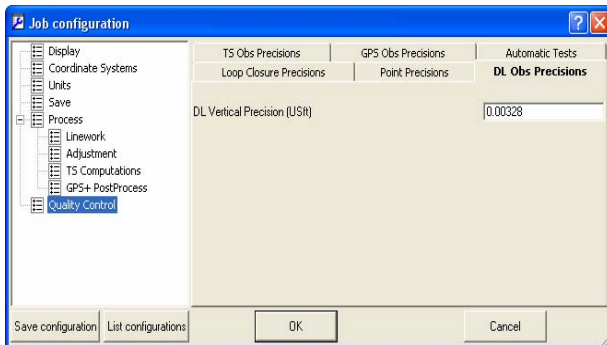 Job configuration
Display
Coordinate Systems
Units
Save
Process
Linework
Adjustment
TS Computations
GPS+ PostProcess
Quality Control
TS Obs Precisions
GPS Obs Precisions
Automatic Tests
Loop Closure Precisions
Point Precisions
DL Obs Precisions
DL Vertical Precision (USft)
0.00328
Save configuration
List configurations
OK
Cancel